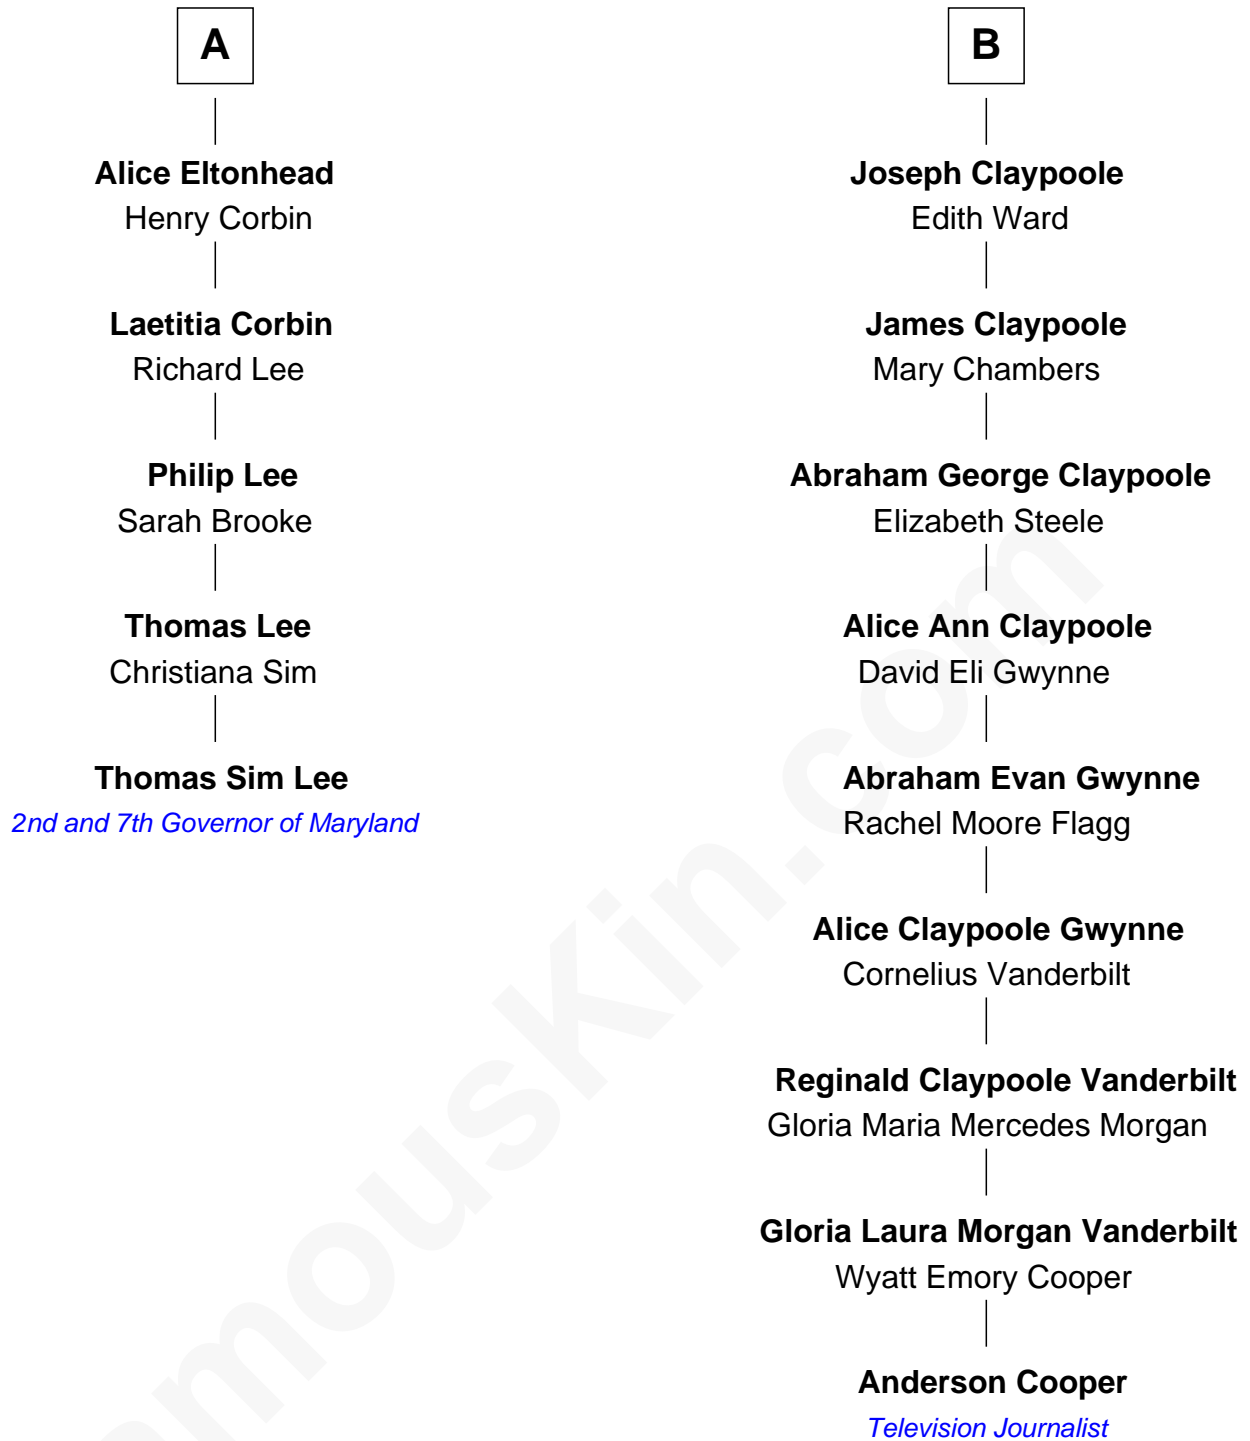 A
Alice Eltonhead
Henry Corbin
Laetitia Corbin
Richard Lee
Philip Lee
Sarah Brooke
Thomas Lee
Christiana Sim
Thomas Sim Lee
2nd and 7th Governor of Maryland
B
Joseph Claypoole
Edith Ward
James Claypoole
Mary Chambers
Abraham George Claypoole
Elizabeth Steele
Alice Ann Claypoole
David Eli Gwynne
Abraham Evan Gwynne
Rachel Moore Flagg
Alice Claypoole Gwynne
Cornelius Vanderbilt
Reginald Claypoole Vanderbilt
Gloria Maria Mercedes Morgan
Gloria Laura Morgan Vanderbilt
Wyatt Emory Cooper
Anderson Cooper
Television Journalist
amouskin.com